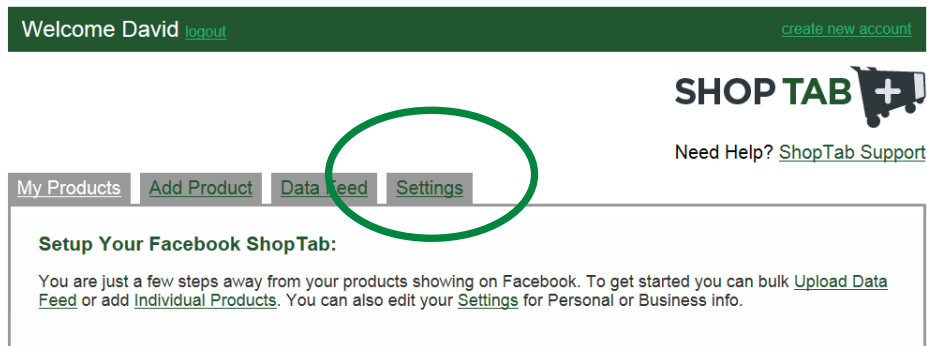 Welcome David logout
create new account
SHOP TAB
Need Help? ShopTab Support
My Products Add Product Data Feed Settings
Setup Your Facebook ShopTab:
You are just a few steps away from your products showing on Facebook. To get started you can bulk Upload Data
Feed or add Individual Products. You can also edit your Settings for Personal or Business info.